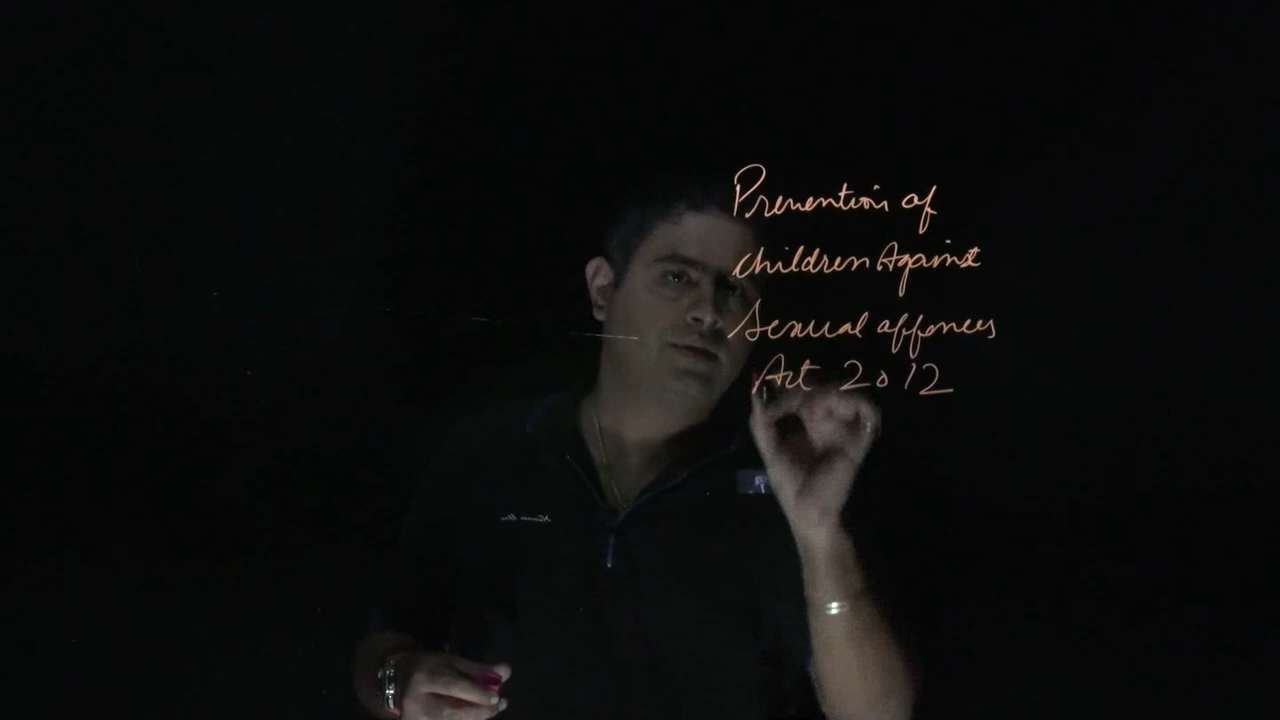 Prevention of
children Against
Sexual offences
Act 2012